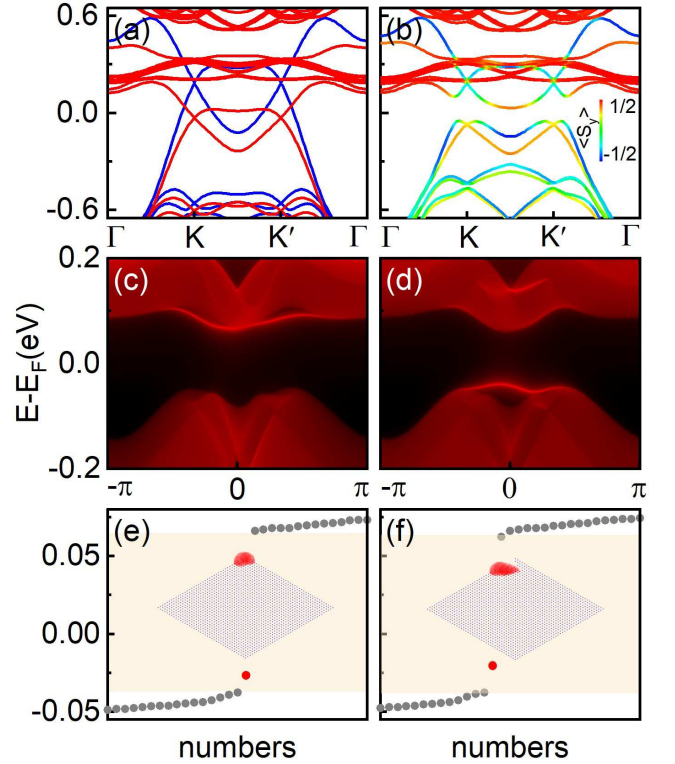 0.6 (a) (b)
1/2
0.0
<S_y>
-1/2
-0.6
Γ K K′ Γ Γ K K′ Γ
0.2 (c) (d)
E-E_F(eV)
0.0
-0.2
-π 0 π -π 0 π
(e) (f)
0.05
0.00
-0.05
numbers numbers